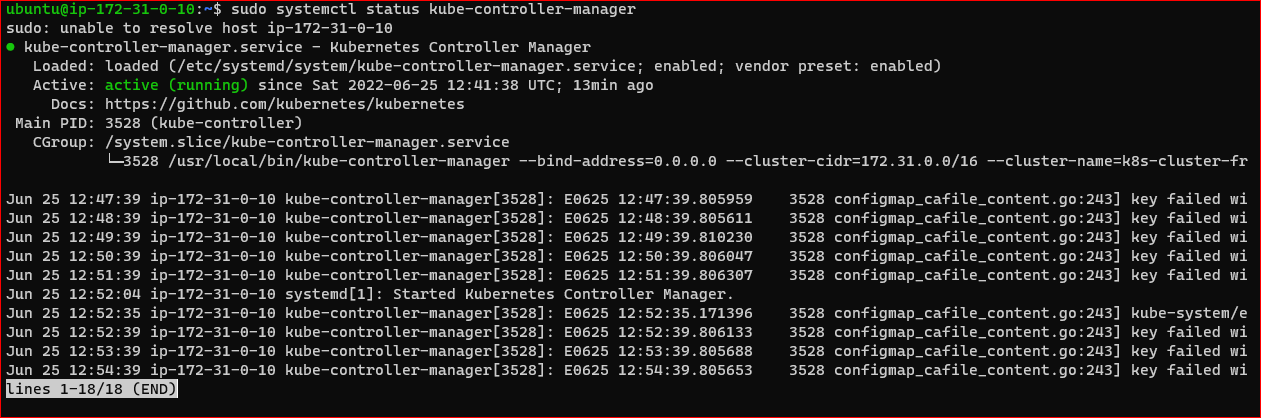 ubuntu@ip-172-31-0-10:~$ sudo systemctl status kube-controller-manager
sudo: unable to resolve host ip-172-31-0-10
● kube-controller-manager.service - Kubernetes Controller Manager
   Loaded: loaded (/etc/systemd/system/kube-controller-manager.service; enabled; vendor preset: enabled)
   Active: active (running) since Sat 2022-06-25 12:41:38 UTC; 13min ago
     Docs: https://github.com/kubernetes/kubernetes
 Main PID: 3528 (kube-controller)
   CGroup: /system.slice/kube-controller-manager.service
           └─3528 /usr/local/bin/kube-controller-manager --bind-address=0.0.0.0 --cluster-cidr=172.31.0.0/16 --cluster-name=k8s-cluster-fr

Jun 25 12:47:39 ip-172-31-0-10 kube-controller-manager[3528]: E0625 12:47:39.805959    3528 configmap_cafile_content.go:243] key failed wi
Jun 25 12:48:39 ip-172-31-0-10 kube-controller-manager[3528]: E0625 12:48:39.805611    3528 configmap_cafile_content.go:243] key failed wi
Jun 25 12:49:39 ip-172-31-0-10 kube-controller-manager[3528]: E0625 12:49:39.810230    3528 configmap_cafile_content.go:243] key failed wi
Jun 25 12:50:39 ip-172-31-0-10 kube-controller-manager[3528]: E0625 12:50:39.806047    3528 configmap_cafile_content.go:243] key failed wi
Jun 25 12:51:39 ip-172-31-0-10 kube-controller-manager[3528]: E0625 12:51:39.806307    3528 configmap_cafile_content.go:243] key failed wi
Jun 25 12:52:04 ip-172-31-0-10 systemd[1]: Started Kubernetes Controller Manager.
Jun 25 12:52:35 ip-172-31-0-10 kube-controller-manager[3528]: E0625 12:52:35.171396    3528 configmap_cafile_content.go:243] kube-system/e
Jun 25 12:52:39 ip-172-31-0-10 kube-controller-manager[3528]: E0625 12:52:39.806133    3528 configmap_cafile_content.go:243] key failed wi
Jun 25 12:53:39 ip-172-31-0-10 kube-controller-manager[3528]: E0625 12:53:39.805688    3528 configmap_cafile_content.go:243] key failed wi
Jun 25 12:54:39 ip-172-31-0-10 kube-controller-manager[3528]: E0625 12:54:39.805653    3528 configmap_cafile_content.go:243] key failed wi
lines 1-18/18 (END)